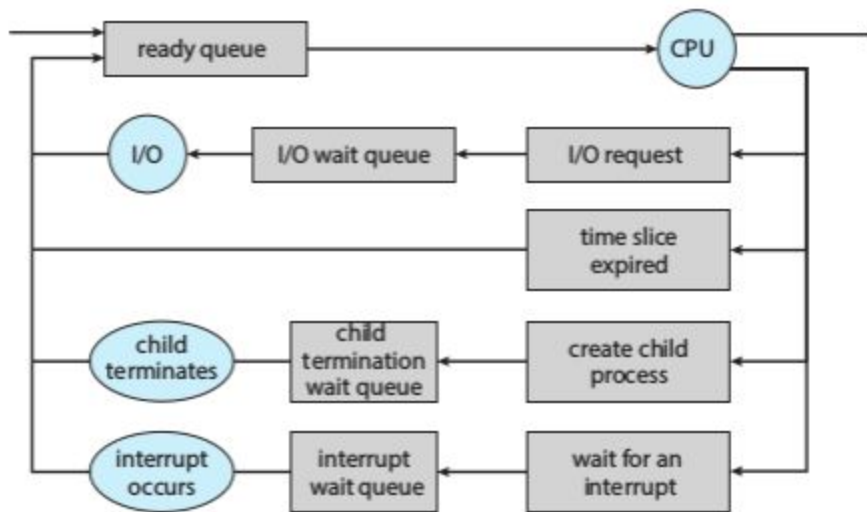 ready queue
CPU
I/O
I/O wait queue
I/O request
time slice
expired
child
terminates
child
termination
wait queue
create child
process
interrupt
occurs
interrupt
wait queue
wait for an
interrupt